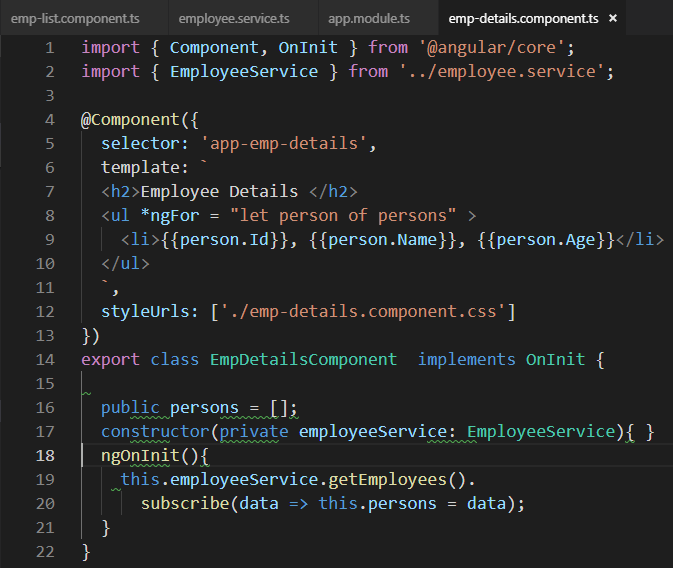 emp-list.component.ts employee.service.ts app.module.ts emp-details.component.ts ×
1 import { Component, OnInit } from '@angular/core';
2 import { EmployeeService } from '../employee.service';
3
4 @Component({
5 selector: 'app-emp-details',
6 template: `
7 <h2>Employee Details </h2>
8 <ul *ngFor = "let person of persons" >
9 <li>{{person.Id}}, {{person.Name}}, {{person.Age}}</li>
10 </ul>
11 `,
12 styleUrls: ['./emp-details.component.css']
13 })
14 export class EmpDetailsComponent  implements OnInit {
15
16 public persons = [];
17 constructor(private employeeService: EmployeeService){ }
18 ngOnInit(){
19 this.employeeService.getEmployees().
20 subscribe(data => this.persons = data);
21 }
22 }